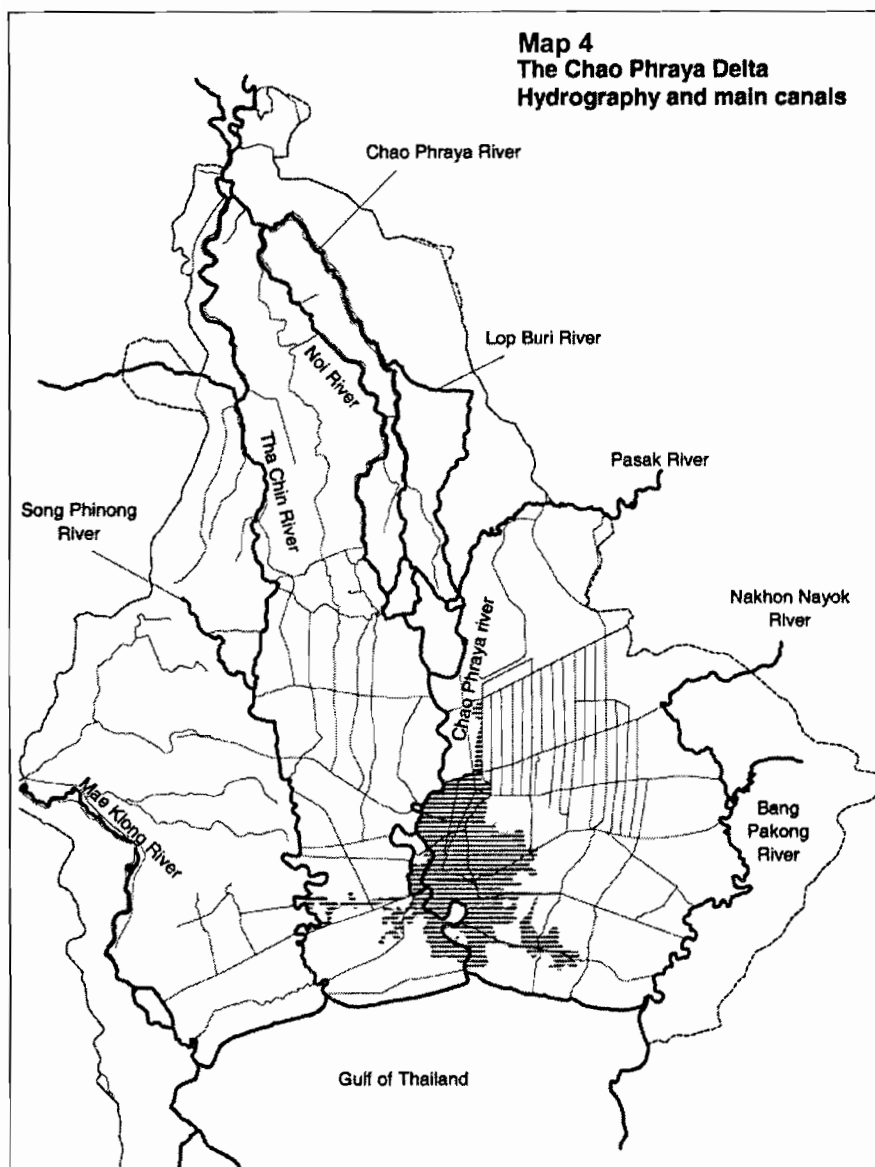 Map 4
The Chao Phraya Delta
Hydrography and main canals
Chao Phraya River
Lop Buri River
Noi River
Pasak River
Tha Chin River
Song Phinong
River
Nakhon Nayok
River
Chao Phraya river
Mae Klong River
Bang
Pakong
River
Gulf of Thailand